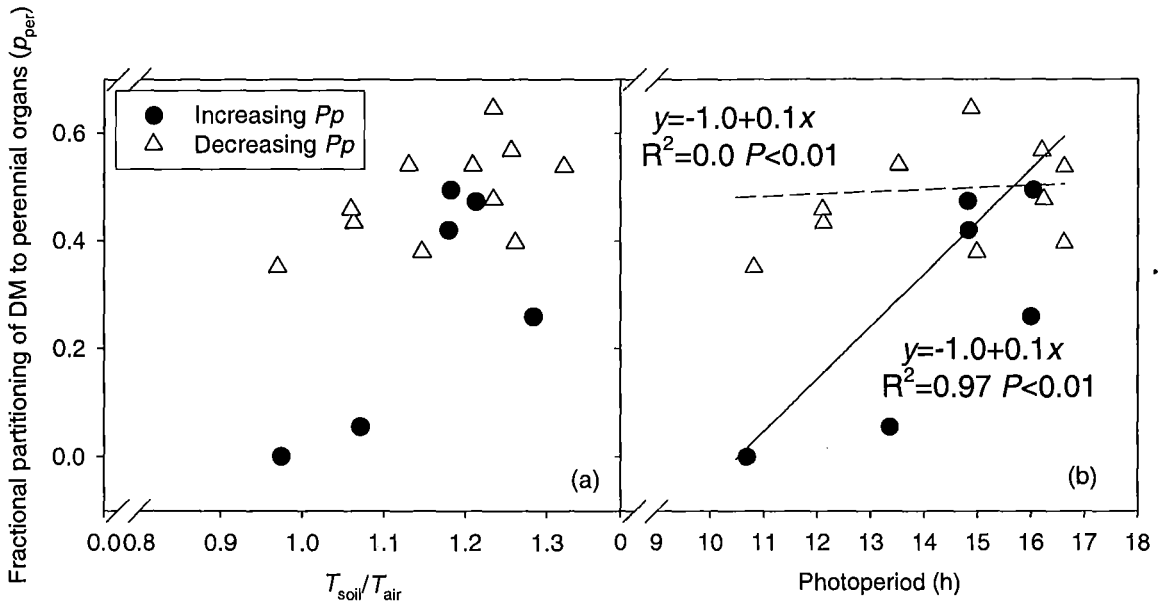 Fractional partitioning of DM to perennial organs (pper)
0.6
0.4
0.2
0.0
Increasing Pp
Decreasing Pp
(a)
0.0 0.8 0.9 1.0 1.1 1.2 1.3
Tsoil/Tair
y=-1.0+0.1x
R²=0.0 P<0.01
y=-1.0+0.1x
R²=0.97 P<0.01
(b)
0 9 10 11 12 13 14 15 16 17 18
Photoperiod (h)